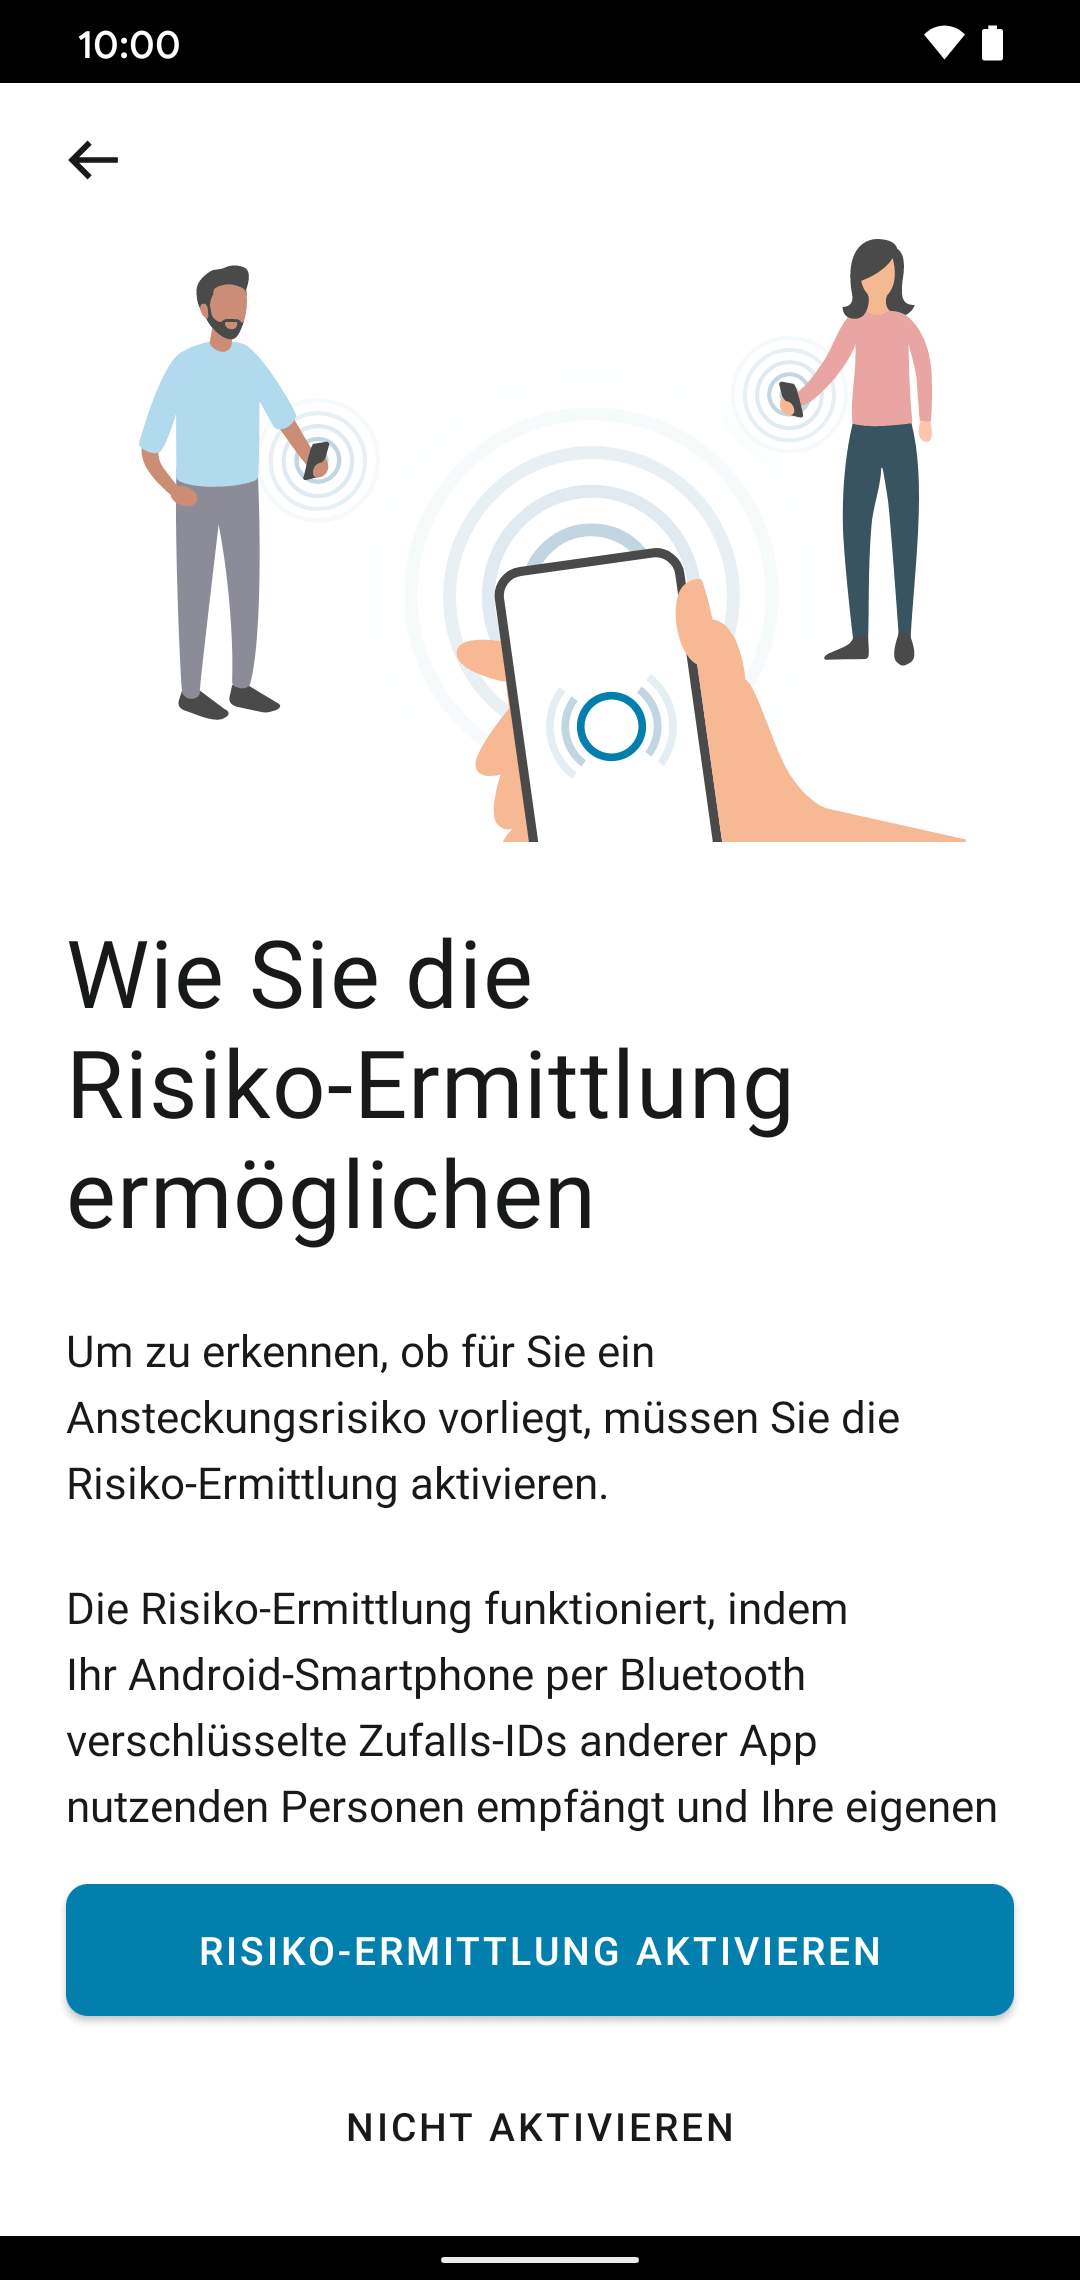 10:00
Wie Sie die
Risiko-Ermittlung
ermöglichen
Um zu erkennen, ob für Sie ein
Ansteckungsrisiko vorliegt, müssen Sie die
Risiko-Ermittlung aktivieren.
Die Risiko-Ermittlung funktioniert, indem
Ihr Android-Smartphone per Bluetooth
verschlüsselte Zufalls-IDs anderer App
nutzenden Personen empfängt und Ihre eigenen
RISIKO-ERMITTLUNG AKTIVIEREN
NICHT AKTIVIEREN